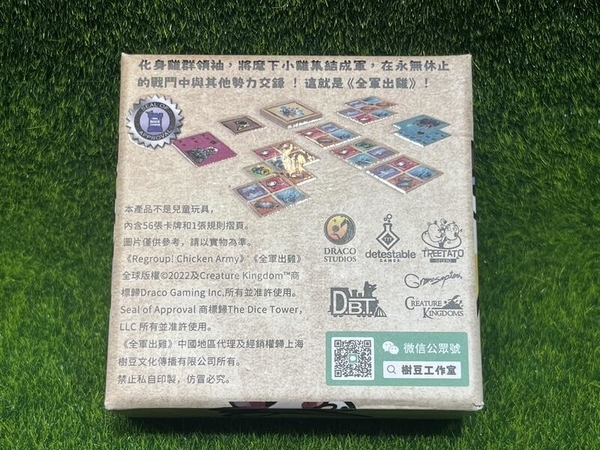 化身雞群領袖，將麾下小雞集結成軍，在永無休止
的戰鬥中與其他勢力交鋒！這就是《全軍出雞》！
SEAL OF
APPROVAL
本產品不是兒童玩具，
內含56張卡牌和1張規則摺頁。
圖片僅供參考，請以實物為準。
《Regroup: Chicken Army》《全軍出雞》
全球版權©2022及Creature Kingdom™商
標歸Draco Gaming Inc.所有並准許使用。
Seal of Approval 商標歸The Dice Tower,
LLC 所有並准許使用。
《全軍出雞》中國地區代理及經銷權歸上海
樹豆文化傳播有限公司所有。
禁止私自印製，仿冒必究。
DRACO
STUDIOS
detestable
GAMES
TREETATO
STUDIO
DBT
CREATURE
KINGDOMS
微信公眾號
樹豆工作室